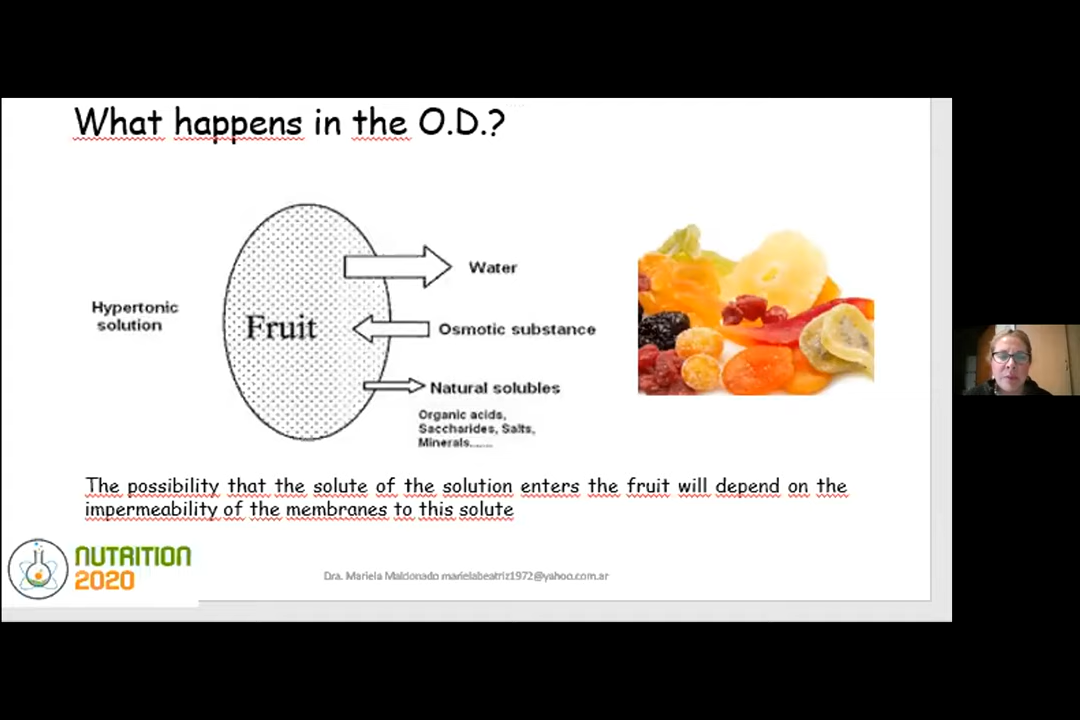 What happens in the O.D.?
Hypertonic
solution
Fruit
Water
Osmotic substance
Natural solubles
Organic acids,
Saccharides, Salts,
Minerals......
The possibility that the solute of the solution enters the fruit will depend on the
impermeability of the membranes to this solute
NUTRITION
2020
Dra. Mariela Maldonado marielabeatriz1972@yahoo.com.ar